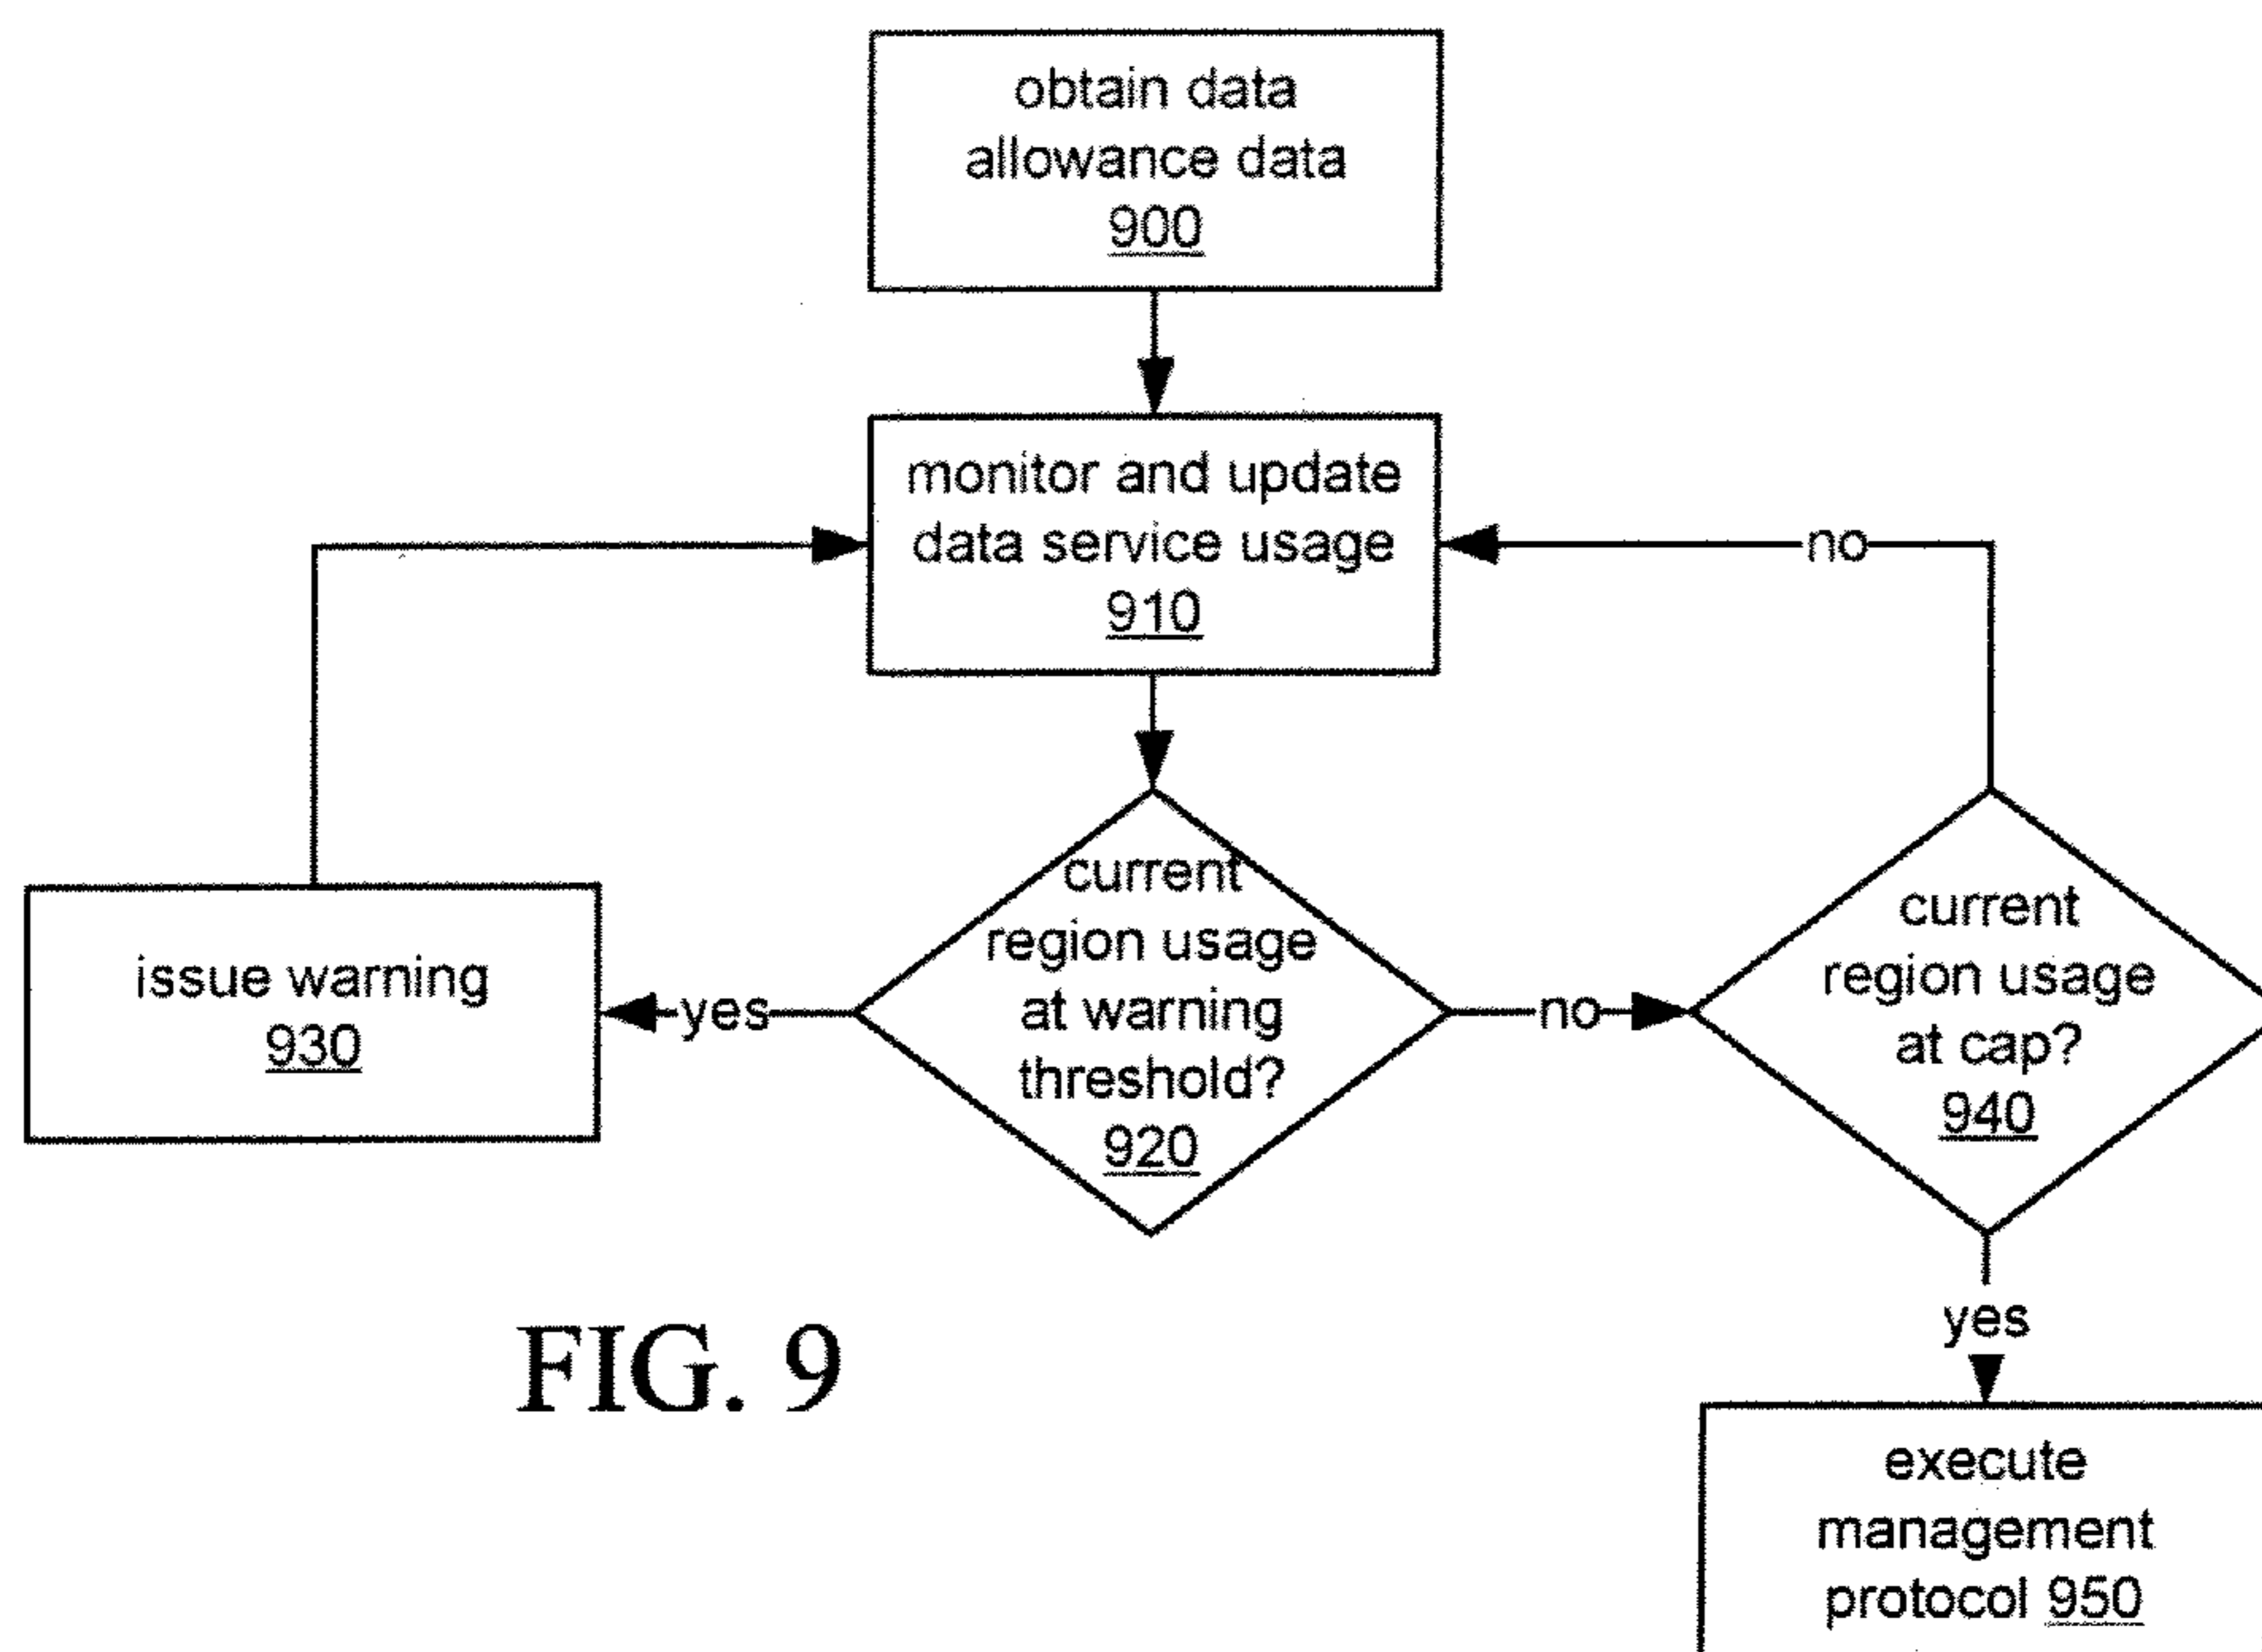 obtain data
allowance data
900
monitor and update
data service usage
910
no
current
region usage
at warning
threshold?
920
yes
issue warning
930
no
current
region usage
at cap?
940
yes
execute
management
protocol 950
FIG. 9